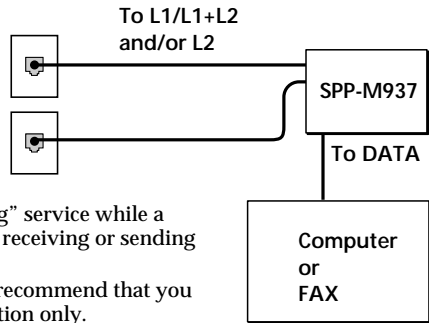 To L1/L1+L2
and/or L2
SPP-M937
To DATA
g” service while a
receiving or sending
recommend that you
tion only.
Computer
or
FAX